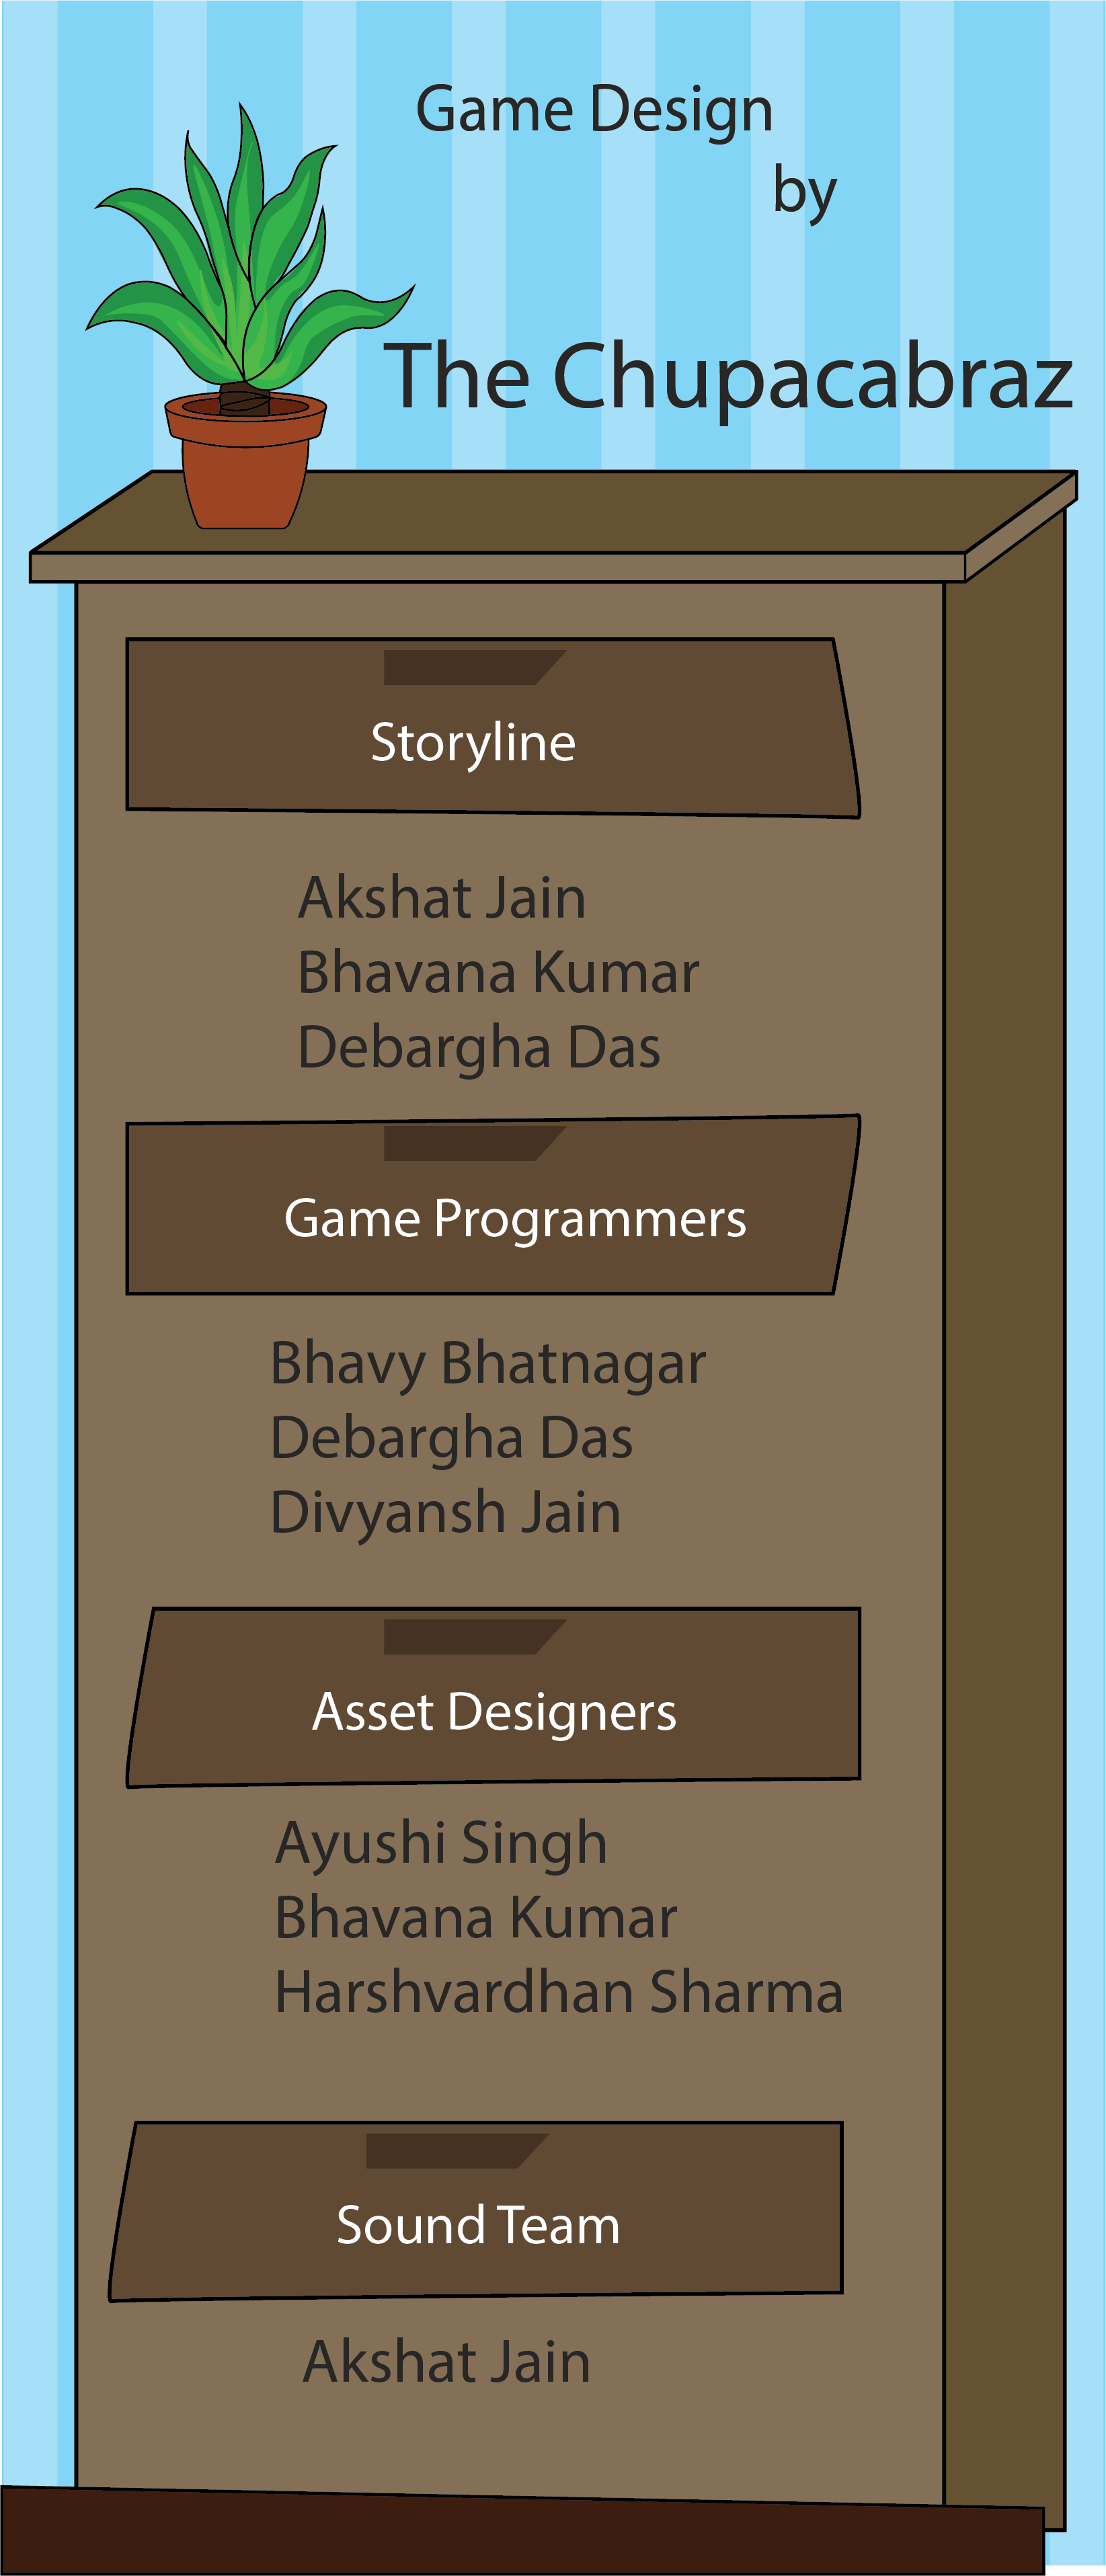 Game Design
by
The Chupacabraz
Storyline
Akshat Jain
Bhavana Kumar
Debargha Das
Game Programmers
Bhavy Bhatnagar
Debargha Das
Divyansh Jain
Asset Designers
Ayushi Singh
Bhavana Kumar
Harshvardhan Sharma
Sound Team
Akshat Jain